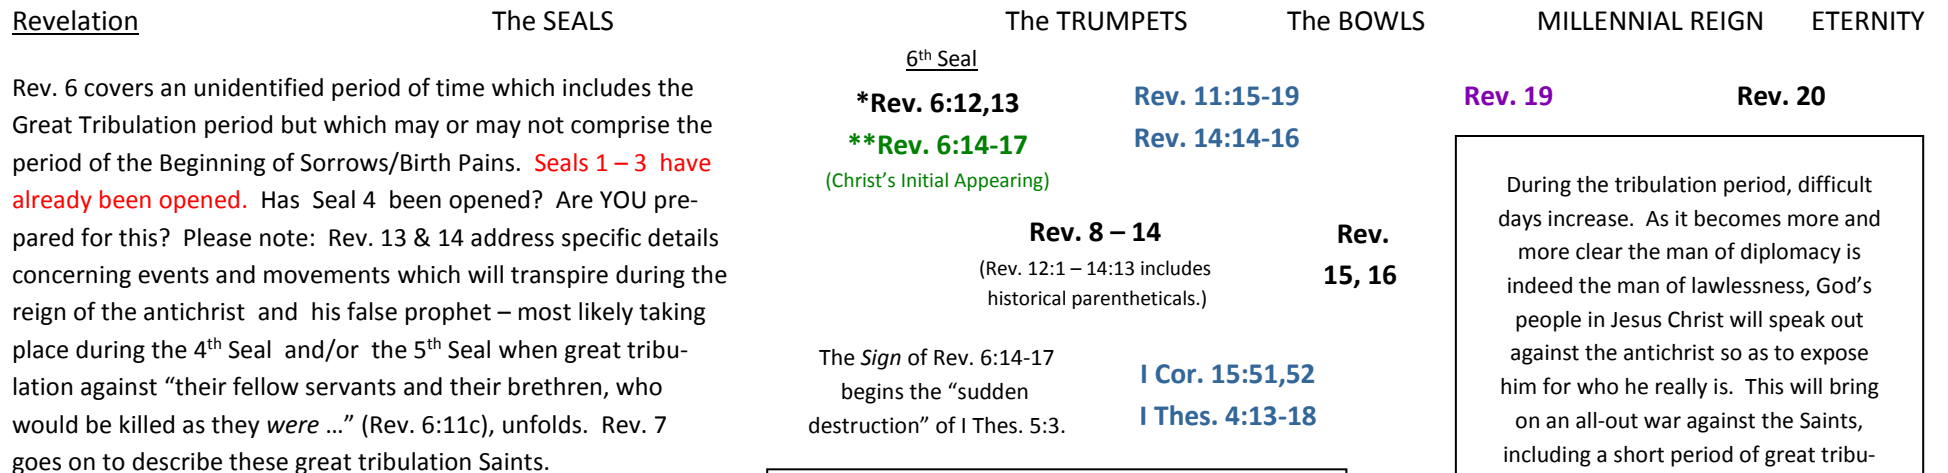 Revelation The SEALS The TRUMPETS The BOWLS MILLENNIAL REIGN ETERNITY
Rev. 6 covers an unidentified period of time which includes the
Great Tribulation period but which may or may not comprise the
period of the Beginning of Sorrows/Birth Pains. Seals 1 – 3 have
already been opened. Has Seal 4 been opened? Are YOU pre-
pared for this? Please note: Rev. 13 & 14 address specific details
concerning events and movements which will transpire during the
reign of the antichrist and his false prophet – most likely taking
place during the 4th Seal and/or the 5th Seal when great tribu-
lation against “their fellow servants and their brethren, who
would be killed as they were …” (Rev. 6:11c), unfolds. Rev. 7
goes on to describe these great tribulation Saints.
6th Seal
*Rev. 6:12,13
**Rev. 6:14-17
(Christ’s Initial Appearing)
Rev. 11:15-19
Rev. 14:14-16
Rev. 8 – 14
(Rev. 12:1 – 14:13 includes
historical parentheticals.)
Rev.
15, 16
The Sign of Rev. 6:14-17
begins the “sudden
destruction” of I Thes. 5:3.
I Cor. 15:51,52
I Thes. 4:13-18
Rev. 19
Rev. 20
During the tribulation period, difficult
days increase. As it becomes more and
more clear the man of diplomacy is
indeed the man of lawlessness, God’s
people in Jesus Christ will speak out
against the antichrist so as to expose
him for who he really is. This will bring
on an all-out war against the Saints,
including a short period of great tribu-